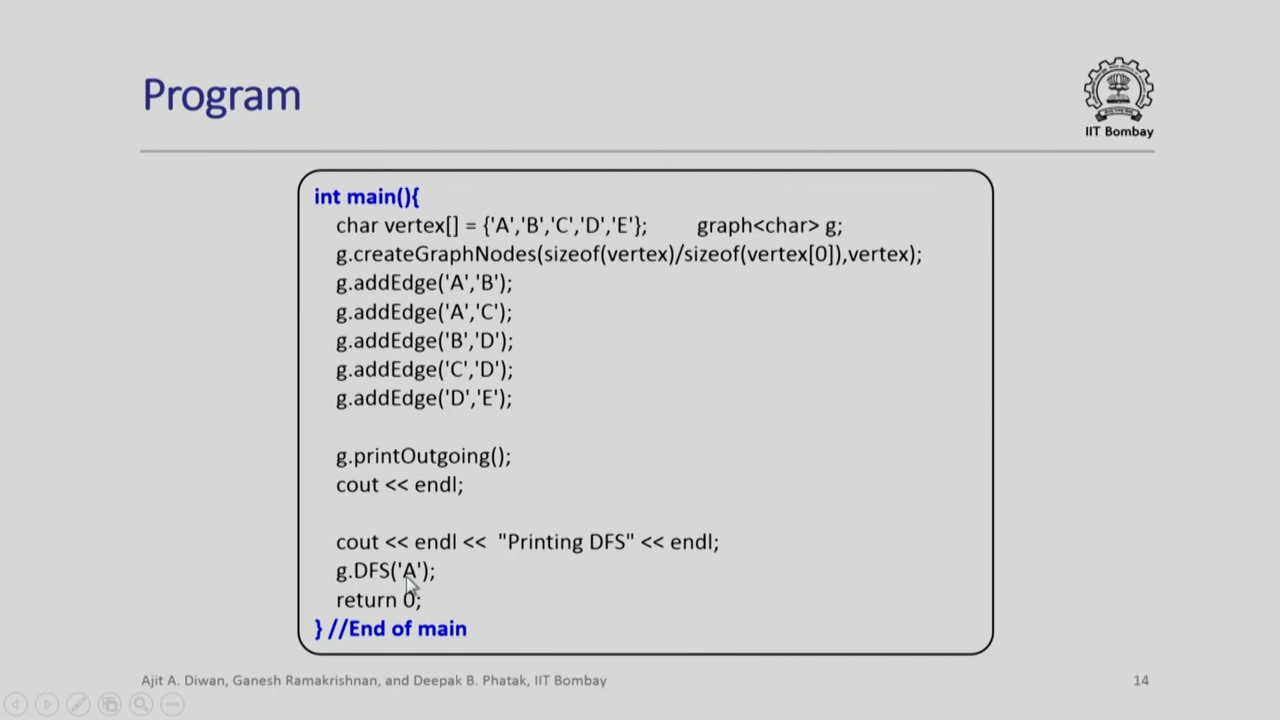 Program
IIT Bombay
int main(){
char vertex[] = {'A','B','C','D','E'}; graph<char> g;
g.createGraphNodes(sizeof(vertex)/sizeof(vertex[0]),vertex);
g.addEdge('A','B');
g.addEdge('A','C');
g.addEdge('B','D');
g.addEdge('C','D');
g.addEdge('D','E');
g.printOutgoing();
cout << endl;
cout << endl << "Printing DFS" << endl;
g.DFS('A');
return 0;
} //End of main
Ajit A. Diwan, Ganesh Ramakrishnan, and Deepak B. Phatak, IIT Bombay
14